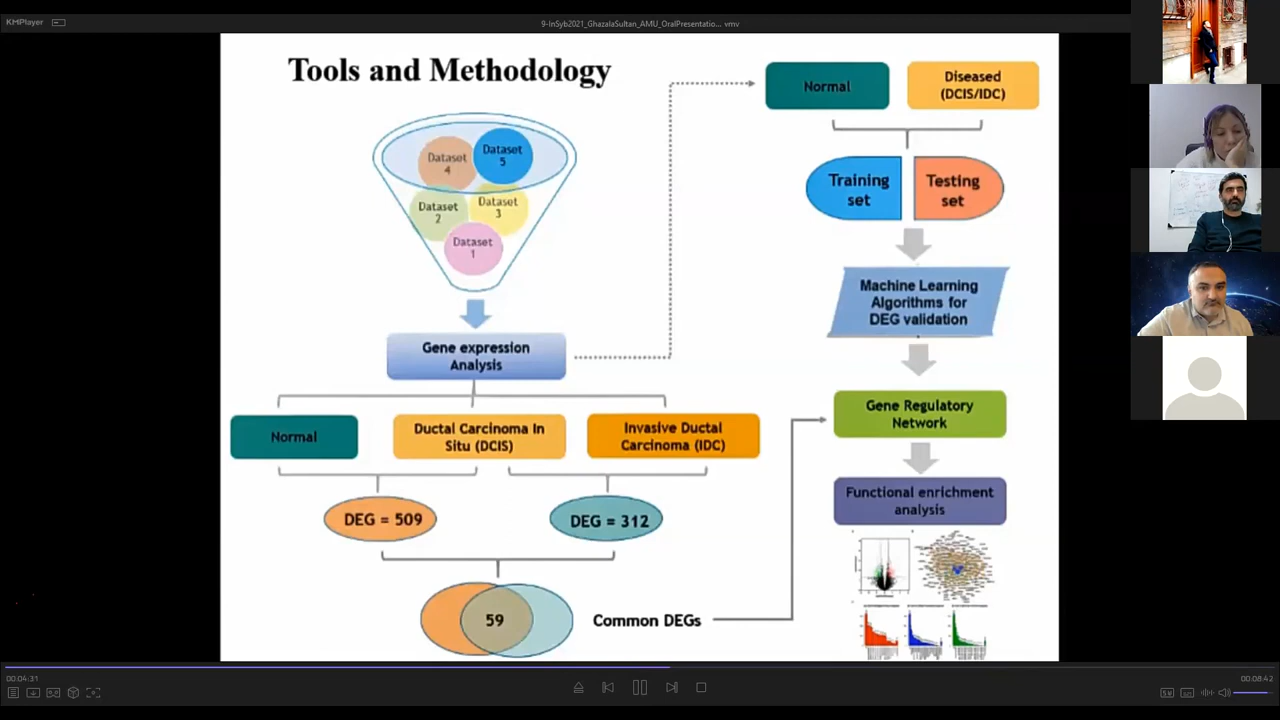 KMPlayer
9-InSyb2021_GhazalaSultan_AMU_OralPresentatio... vmv
Tools and Methodology
Dataset
4
Dataset
5
Dataset
2
Dataset
3
Dataset
1
Gene expression
Analysis
Normal
Ductal Carcinoma In
Situ (DCIS)
Invasive Ductal
Carcinoma (IDC)
DEG = 509
DEG = 312
59
Common DEGs
Normal
Diseased
(DCIS/IDC)
Training
set
Testing
set
Machine Learning
Algorithms for
DEG validation
Gene Regulatory
Network
Functional enrichment
analysis
00:04:31
00:08:42